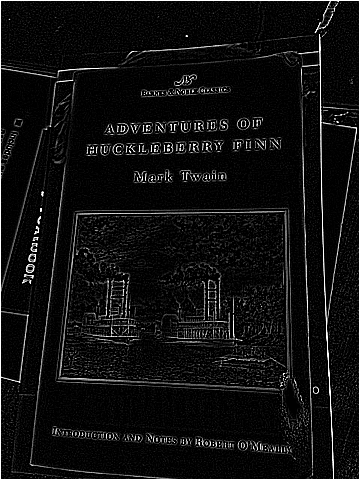 BARNES & NOBLE CLASSICS
ADVENTURES OF
HUCKLEBERRY FINN
Mark Twain
INTRODUCTION AND NOTES BY ROBERT O'MEALLY